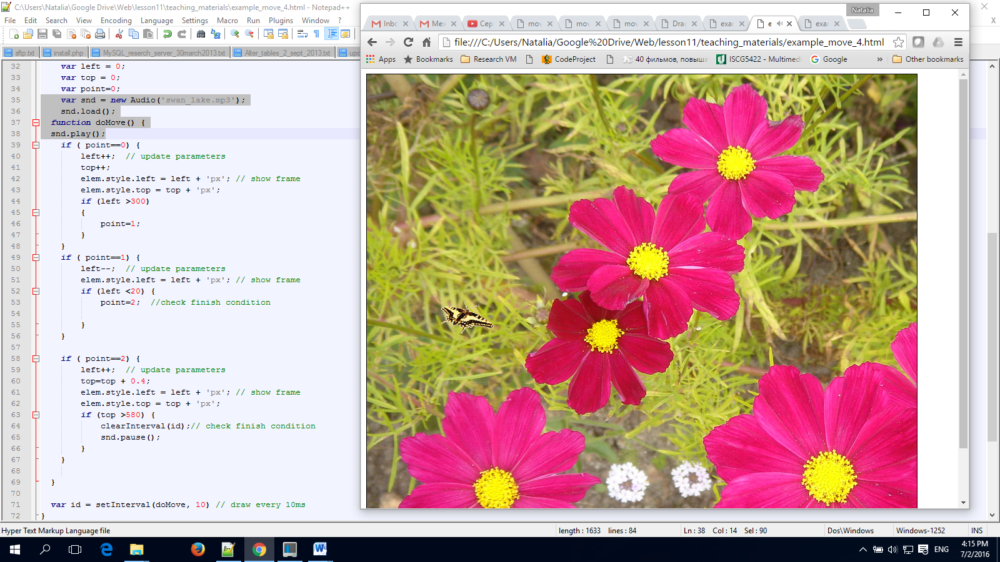 C:\Users\Natalia\Google Drive\Web\lesson11\teaching_materials\example_move_4.html - Notepad++
File Edit Search View Encoding Language Settings Macro Run Plugins Window ?
X
sftp.txt install.php MySQL_reserch_server_30march2013.txt Alter_tables_2_sept_2013.txt upd
32 var left = 0;
33 var top = 0;
34 var point=0;
35 var snd = new Audio('swan_lake.mp3');
36 snd.load();
37 function doMove() {
38 snd.play();
39 if ( point==0) {
40 left++; // update parameters
41 top++;
42 elem.style.left = left + 'px'; // show frame
43 elem.style.top = top + 'px';
44 if (left >300)
45 {
46 point=1;
47 }
48 }
49 if ( point==1) {
50 left--; // update parameters
51 elem.style.left = left + 'px'; // show frame
52 if (left <20) {
53 point=2; //check finish condition
54
55 }
56 }
57
58 if ( point==2) {
59 left++; // update parameters
60 top=top + 0.4;
61 elem.style.left = left + 'px'; // show frame
62 elem.style.top = top + 'px';
63 if (top >580) {
64 clearInterval(id);// check finish condition
65 snd.pause();
66 }
67 }
68
69 }
70
71 var id = setInterval(doMove, 10) // draw every 10ms
72 }
Natalia
Inbo Mes Сер mov mov mov Drag exam e exam
file:///C:/Users/Natalia/Google%20Drive/Web/lesson11/teaching_materials/example_move_4.html
Apps Bookmarks Research VM CodeProject 40 фильмов, повыша ISCG5422 - Multimedi Google » Other bookmarks
Hyper Text Markup Language file length : 1633 lines : 84 Ln : 38 Col : 14 Sel : 90 Dos\Windows Windows-1252 INS
ENG 4:15 PM
7/2/2016